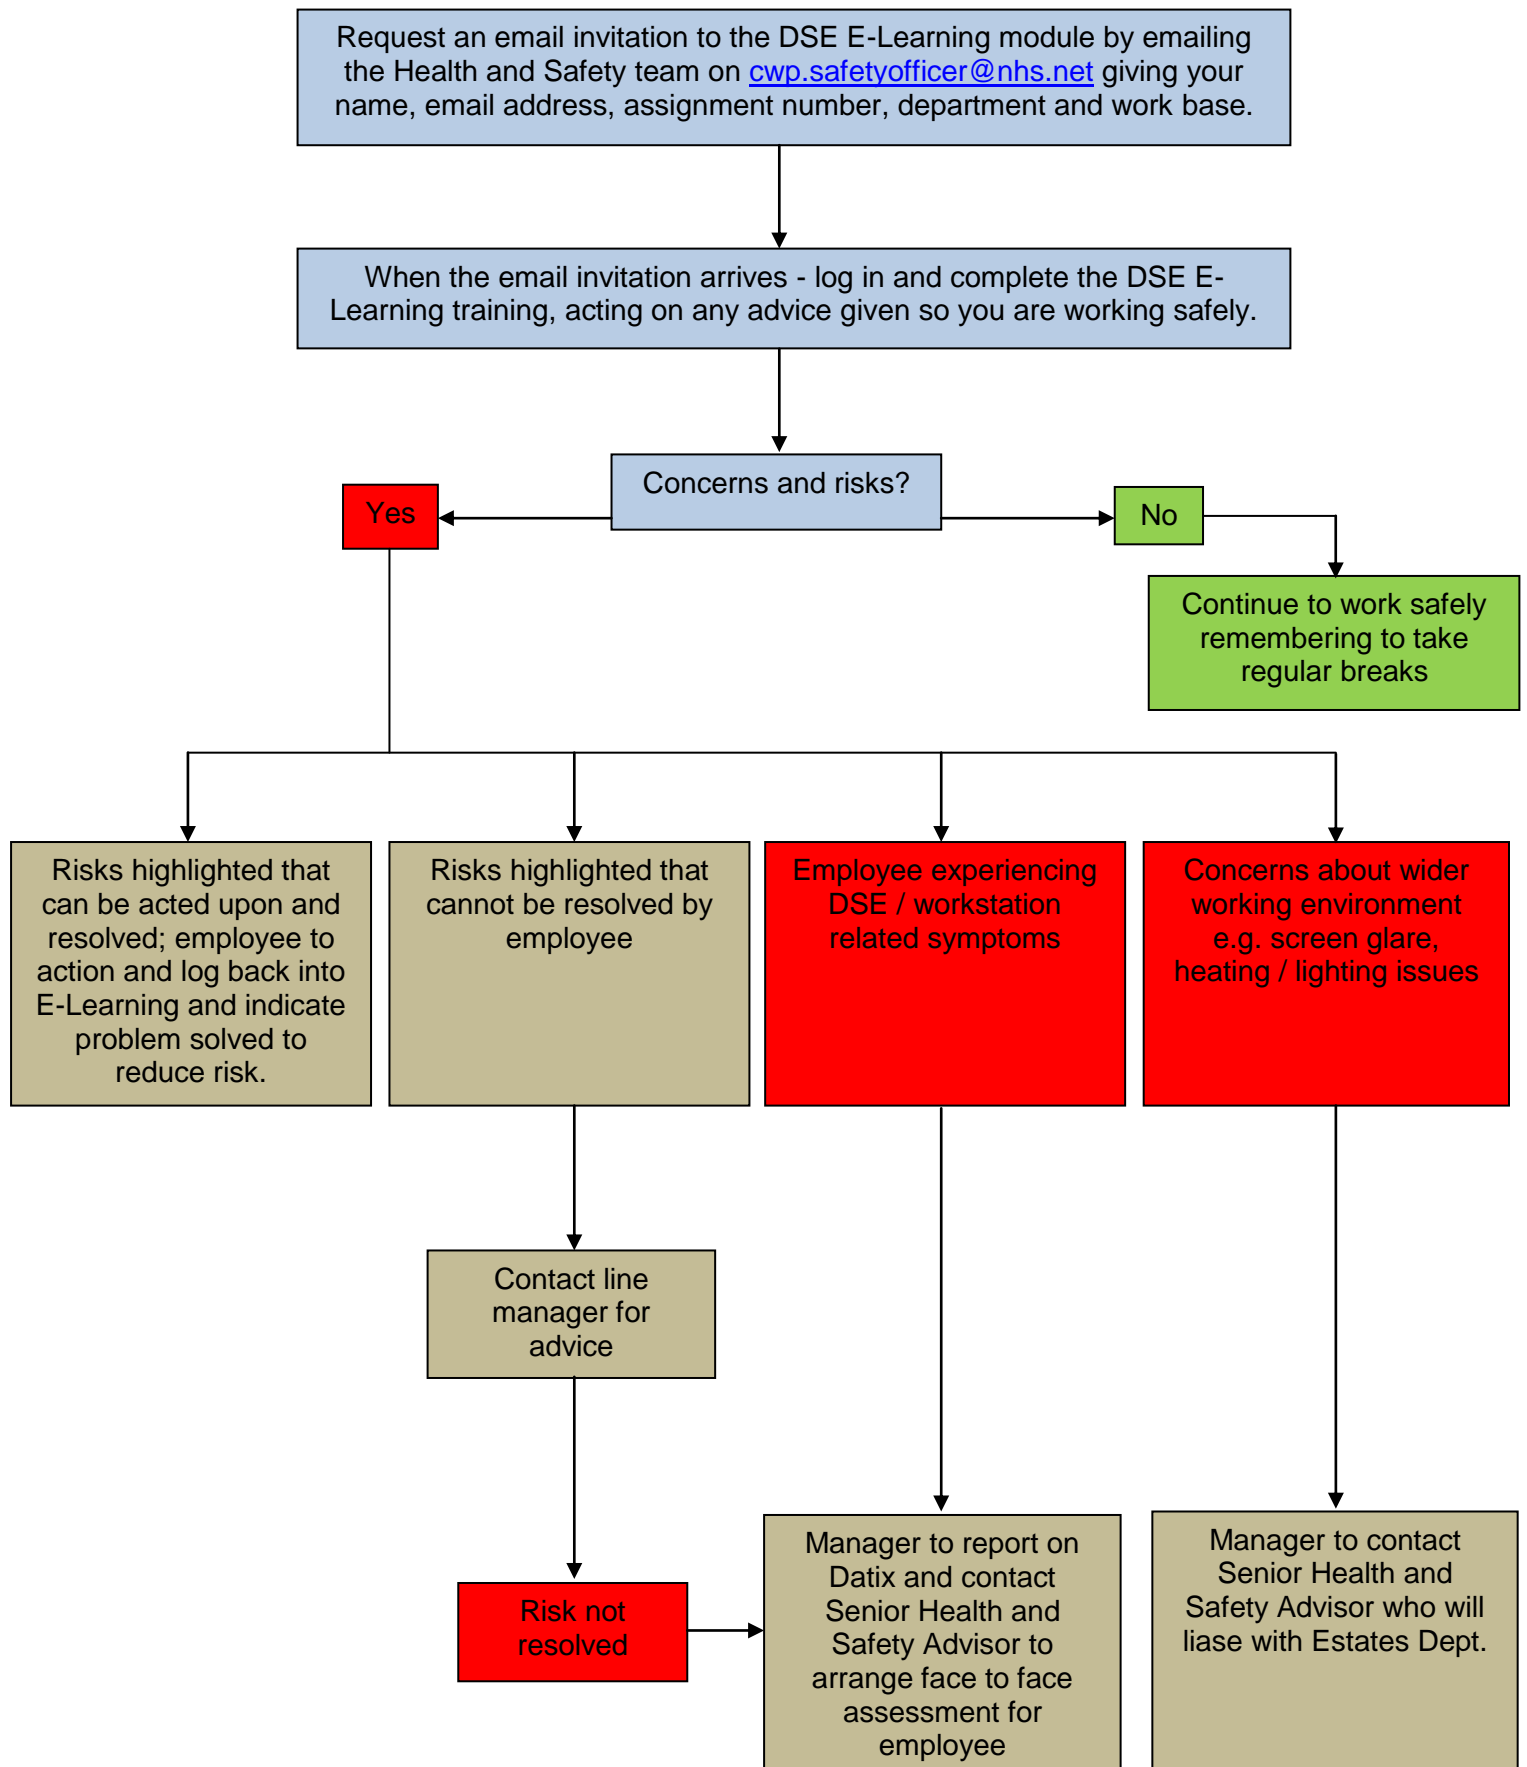 Request an email invitation to the DSE E-Learning module by emailing
the Health and Safety team on cwp.safetyofficer@nhs.net giving your
name, email address, assignment number, department and work base.
When the email invitation arrives - log in and complete the DSE E-
Learning training, acting on any advice given so you are working safely.
Concerns and risks?
Yes
No
Continue to work safely
remembering to take
regular breaks
Risks highlighted that
can be acted upon and
resolved; employee to
action and log back into
E-Learning and indicate
problem solved to
reduce risk.
Risks highlighted that
cannot be resolved by
employee
Employee experiencing
DSE / workstation
related symptoms
Concerns about wider
working environment
e.g. screen glare,
heating / lighting issues
Contact line
manager for
advice
Risk not
resolved
Manager to report on
Datix and contact
Senior Health and
Safety Advisor to
arrange face to face
assessment for
employee
Manager to contact
Senior Health and
Safety Advisor who will
liase with Estates Dept.